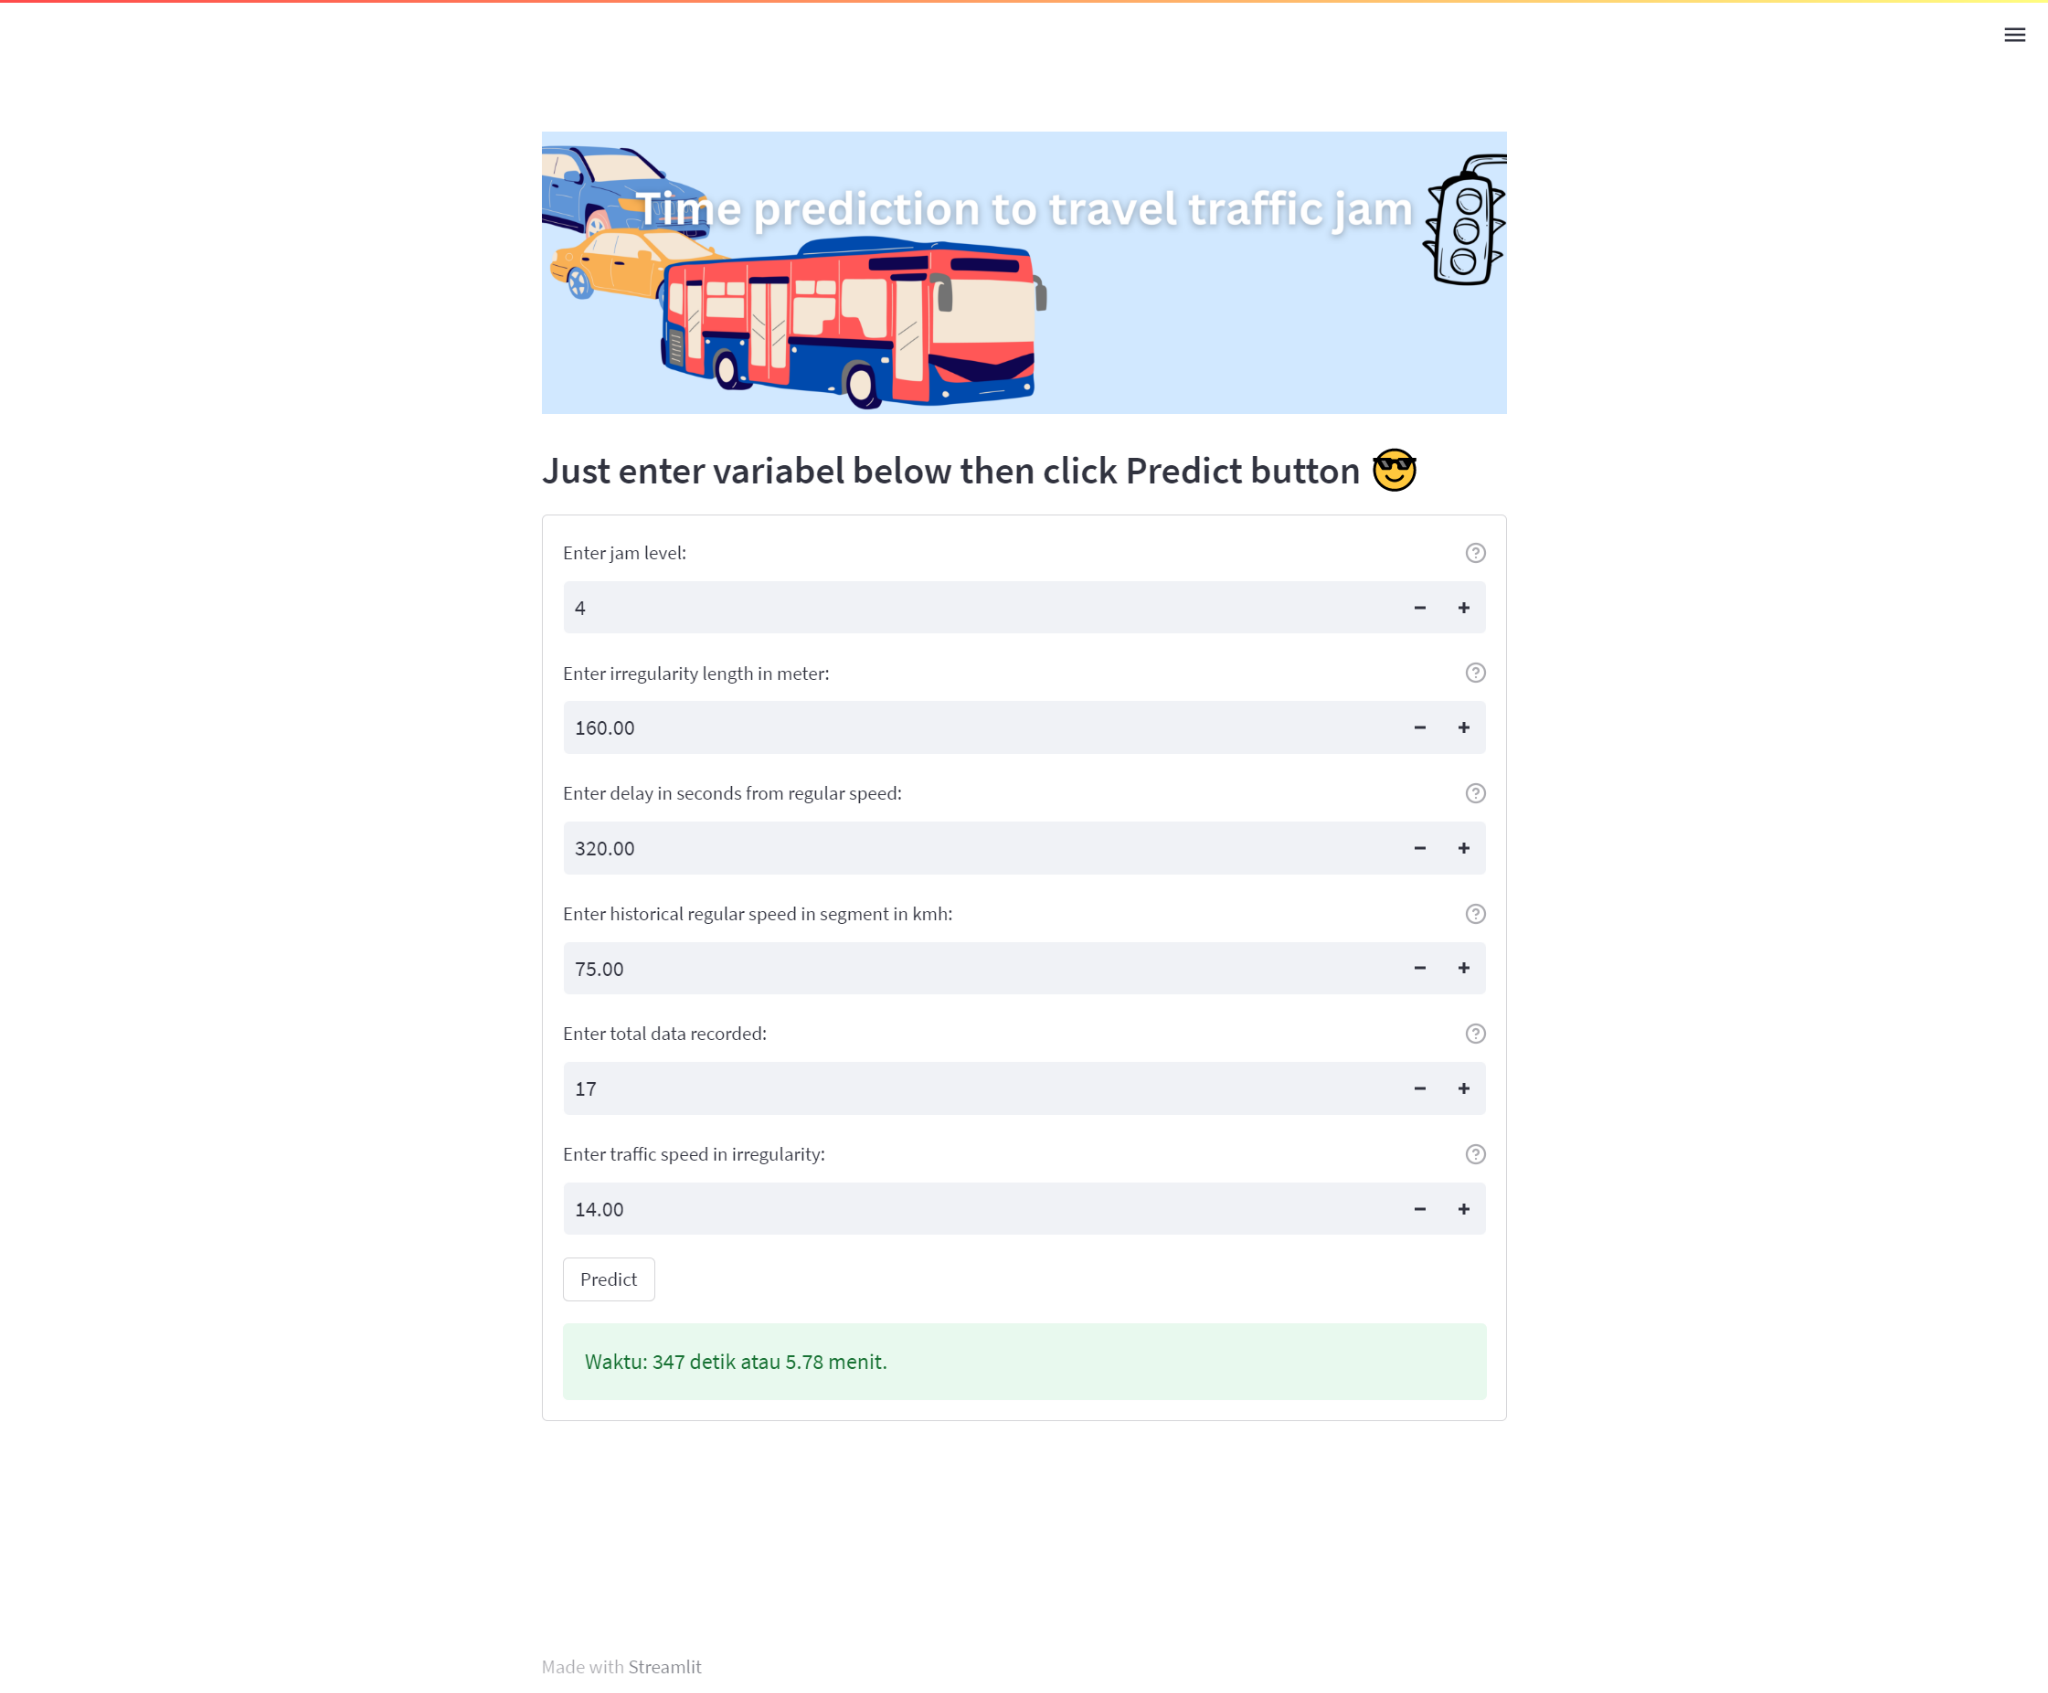 Time prediction to travel traffic jam
Just enter variabel below then click Predict button 😎
Enter jam level:
4
Enter irregularity length in meter:
160.00
Enter delay in seconds from regular speed:
320.00
Enter historical regular speed in segment in kmh:
75.00
Enter total data recorded:
17
Enter traffic speed in irregularity:
14.00
Predict
Waktu: 347 detik atau 5.78 menit.
Made with Streamlit